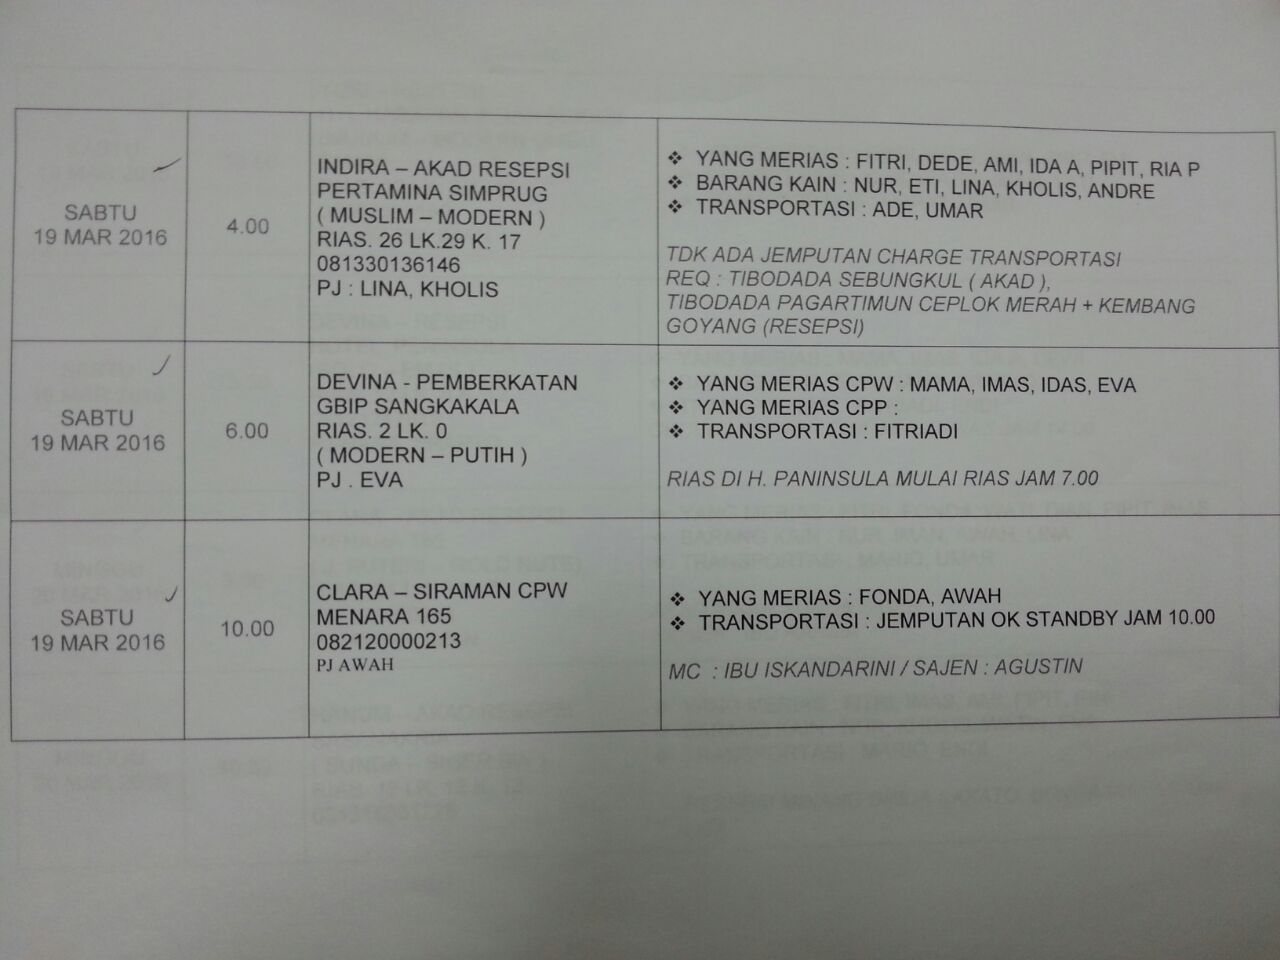 SABTU
19 MAR 2016
4.00
INDIRA – AKAD RESEPSI
PERTAMINA SIMPRUG
( MUSLIM – MODERN )
RIAS. 26 LK.29 K. 17
081330136146
PJ : LINA, KHOLIS
❖ YANG MERIAS : FITRI, DEDE, AMI, IDA A, PIPIT, RIA P
❖ BARANG KAIN : NUR, ETI, LINA, KHOLIS, ANDRE
❖ TRANSPORTASI : ADE, UMAR
TDK ADA JEMPUTAN CHARGE TRANSPORTASI
REQ : TIBODADA SEBUNGKUL ( AKAD ),
TIBODADA PAGARTIMUN CEPLOK MERAH + KEMBANG
GOYANG (RESEPSI)
SABTU
19 MAR 2016
6.00
DEVINA - PEMBERKATAN
GBIP SANGKAKALA
RIAS. 2 LK. 0
( MODERN – PUTIH )
PJ . EVA
❖ YANG MERIAS CPW : MAMA, IMAS, IDAS, EVA
❖ YANG MERIAS CPP :
❖ TRANSPORTASI : FITRIADI
RIAS DI H. PANINSULA MULAI RIAS JAM 7.00
SABTU
19 MAR 2016
10.00
CLARA – SIRAMAN CPW
MENARA 165
082120000213
PJ AWAH
❖ YANG MERIAS : FONDA, AWAH
❖ TRANSPORTASI : JEMPUTAN OK STANDBY JAM 10.00
MC : IBU ISKANDARINI / SAJEN : AGUSTIN